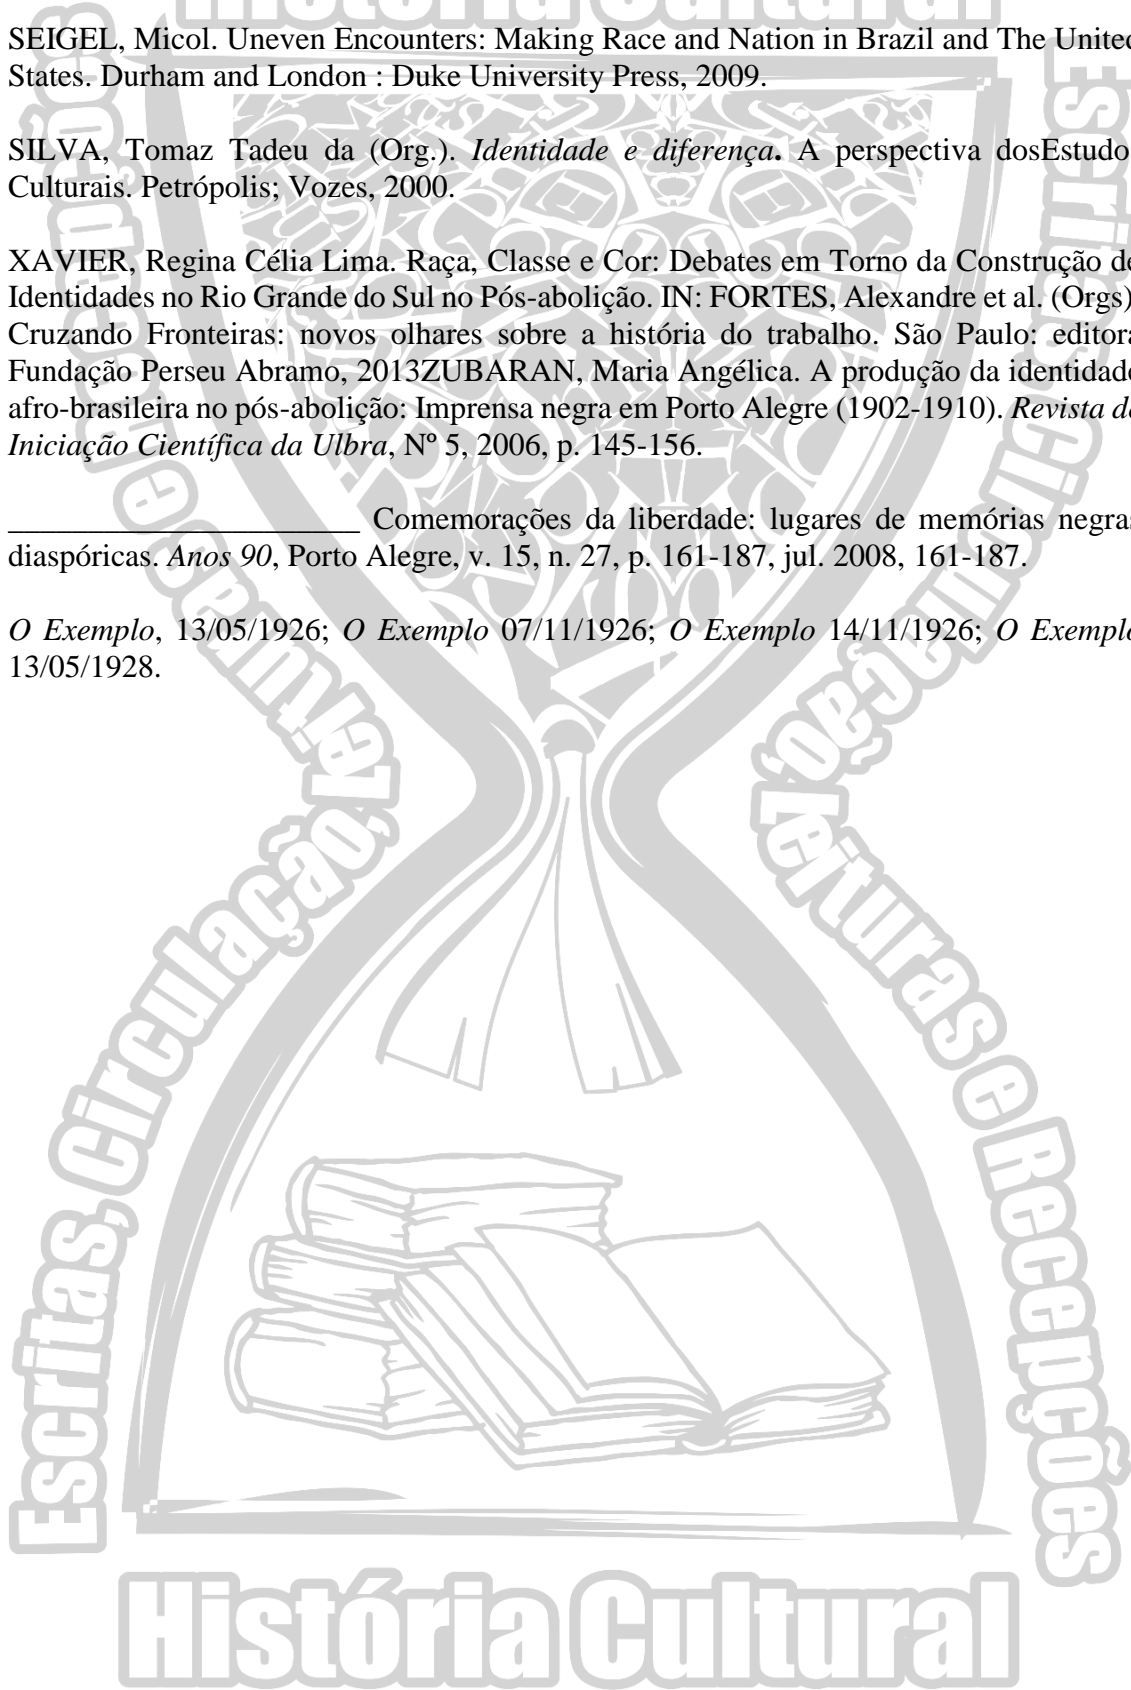 História Cultural
SEIGEL, Micol. Uneven Encounters: Making Race and Nation in Brazil and The United
States. Durham and London : Duke University Press, 2009.
SILVA, Tomaz Tadeu da (Org.). Identidade e diferença. A perspectiva dosEstudo
Culturais. Petrópolis; Vozes, 2000.
XAVIER, Regina Célia Lima. Raça, Classe e Cor: Debates em Torno da Construção de
Identidades no Rio Grande do Sul no Pós-abolição. IN: FORTES, Alexandre et al. (Orgs)
Cruzando Fronteiras: novos olhares sobre a história do trabalho. São Paulo: editora
Fundação Perseu Abramo, 2013ZUBARAN, Maria Angélica. A produção da identidade
afro-brasileira no pós-abolição: Imprensa negra em Porto Alegre (1902-1910). Revista de
Iniciação Científica da Ulbra, Nº 5, 2006, p. 145-156.
______________________ Comemorações da liberdade: lugares de memórias negras
diaspóricas. Anos 90, Porto Alegre, v. 15, n. 27, p. 161-187, jul. 2008, 161-187.
O Exemplo, 13/05/1926; O Exemplo 07/11/1926; O Exemplo 14/11/1926; O Exemplo
13/05/1928.
Escritas, Circulação, Leituras e Recepções
Escritas, Circulação, Leituras e Recepções
História Cultural